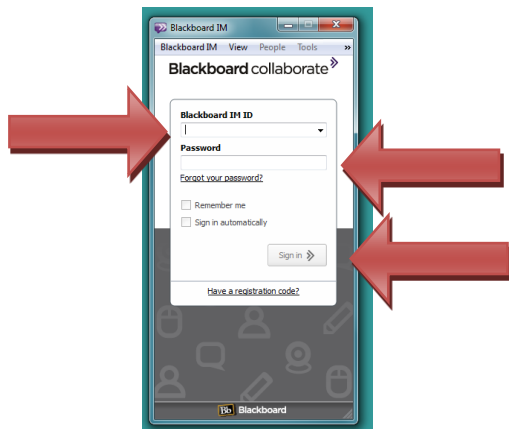 Blackboard IM
Blackboard IM View People Tools »
Blackboard collaborate
Blackboard IM ID
Password
Forgot your password?
Remember me
Sign in automatically
Sign in
Have a registration code?
Bb Blackboard